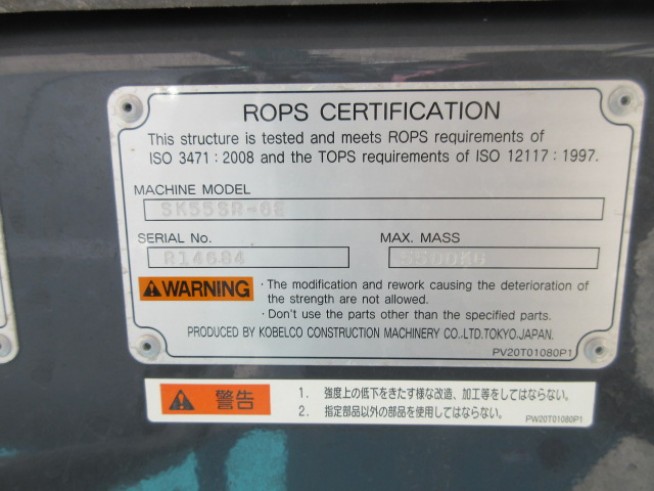 ROPS CERTIFICATION
This structure is tested and meets ROPS requirements of
ISO 3471 : 2008 and the TOPS requirements of ISO 12117 : 1997.
MACHINE MODEL
SK55SR-6E
SERIAL No. MAX. MASS
R14684 5500KG
WARNING · The modification and rework causing the deterioration of
the strength are not allowed.
· Don't use the parts other than the specified parts.
PRODUCED BY KOBELCO CONSTRUCTION MACHINERY CO.,LTD.TOKYO.JAPAN.
PV20T01080P1
警告
1. 強度上の低下をきたす様な改造、加工等をしてはならない。
2. 指定部品以外の部品を使用してはならない。
PW20T01080P1